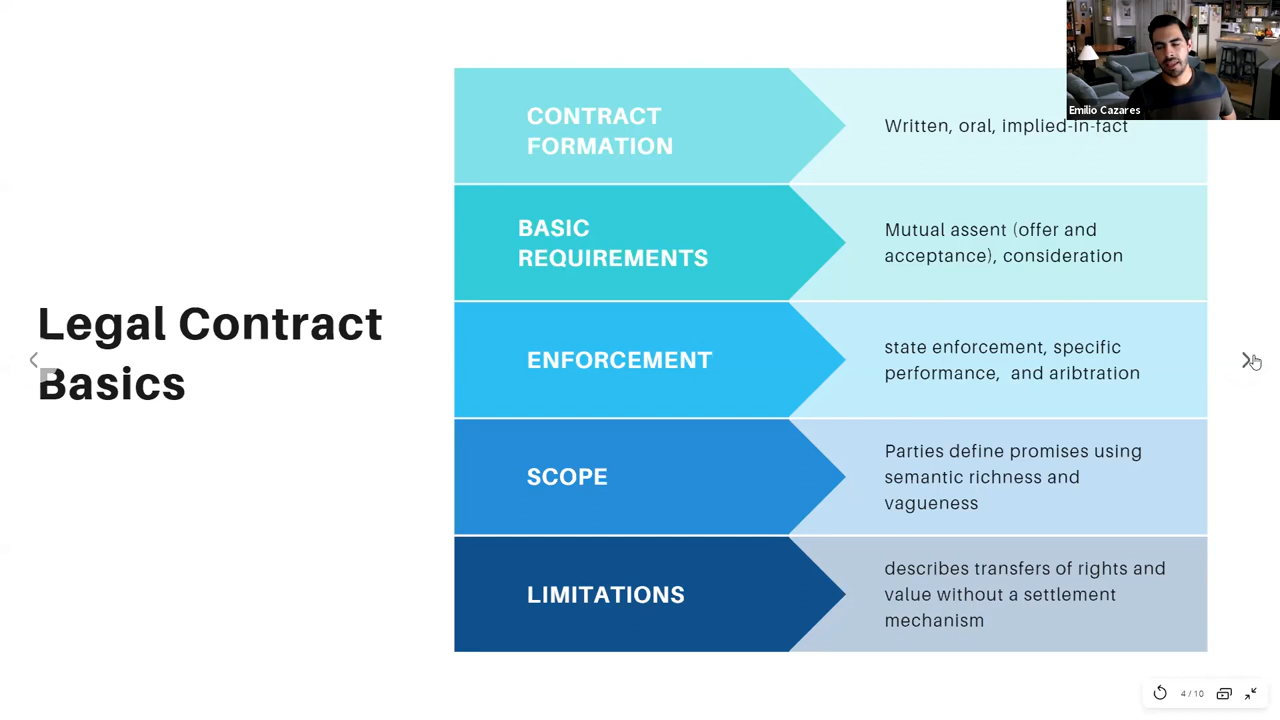 Emilio Cazares
Legal Contract
Basics
CONTRACT
FORMATION
Written, oral, implied-in-fact
BASIC
REQUIREMENTS
Mutual assent (offer and
acceptance), consideration
ENFORCEMENT
state enforcement, specific
performance, and aribtration
SCOPE
Parties define promises using
semantic richness and
vagueness
LIMITATIONS
describes transfers of rights and
value without a settlement
mechanism
4 / 10